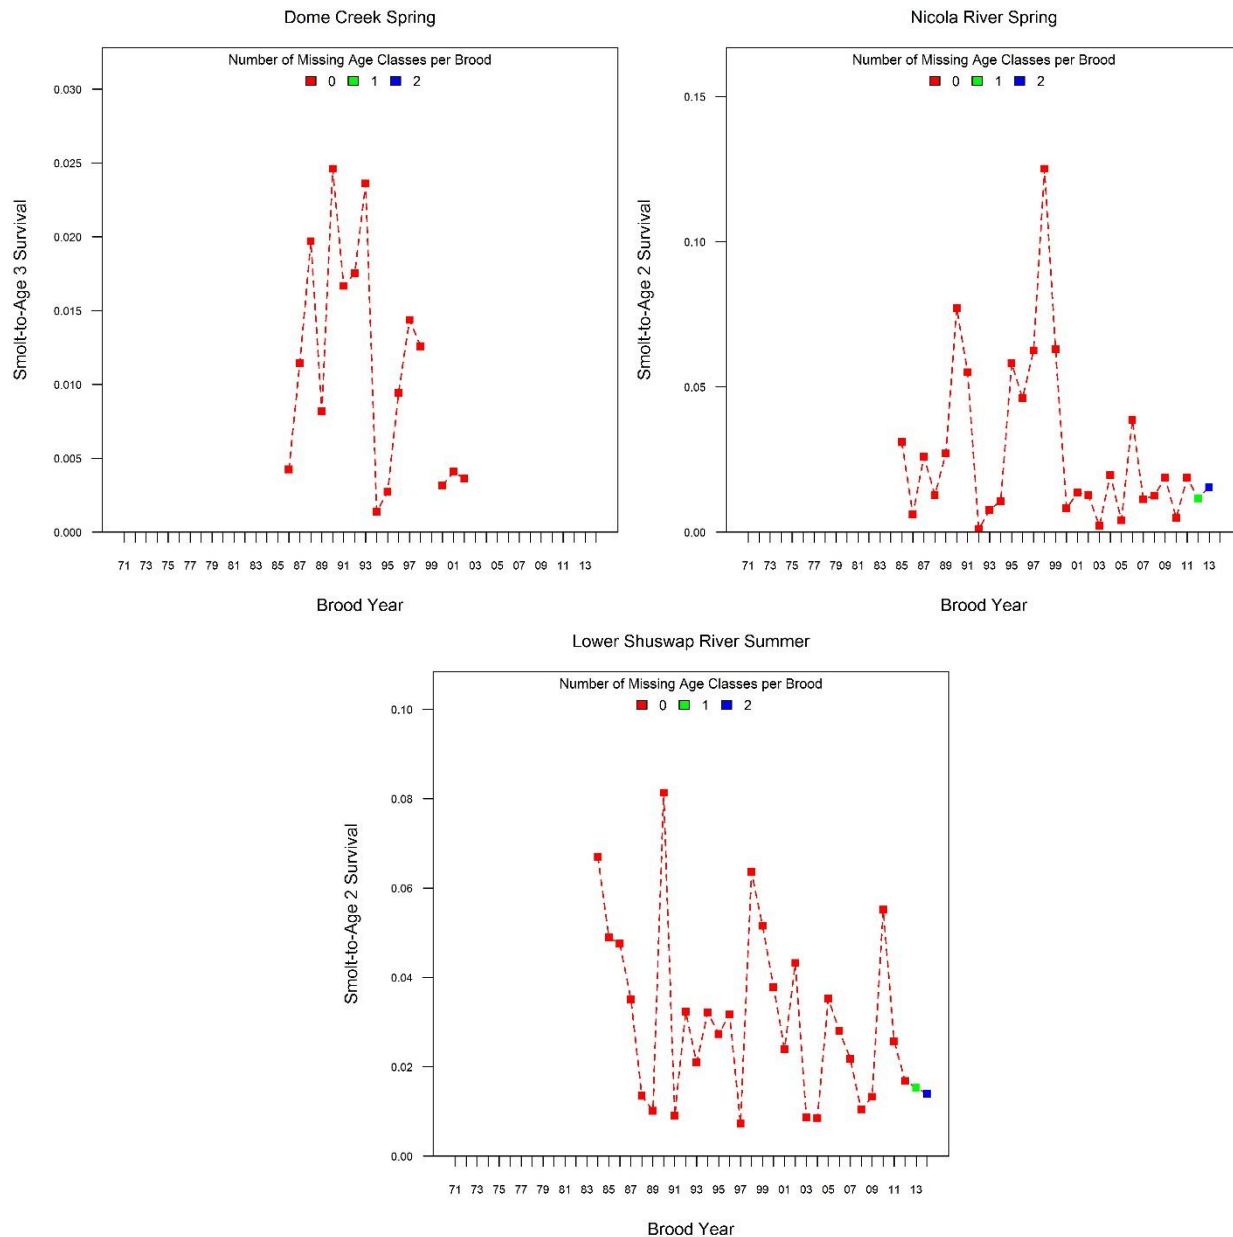 Dome Creek Spring
Number of Missing Age Classes per Brood
0 1 2
Smolt-to-Age 3 Survival
0.030
0.025
0.020
0.015
0.010
0.005
0.000
71 73 75 77 79 81 83 85 87 89 91 93 95 97 99 01 03 05 07 09 11 13
Brood Year
Nicola River Spring
Number of Missing Age Classes per Brood
0 1 2
Smolt-to-Age 2 Survival
0.15
0.10
0.05
0.00
71 73 75 77 79 81 83 85 87 89 91 93 95 97 99 01 03 05 07 09 11 13
Brood Year
Lower Shuswap River Summer
Number of Missing Age Classes per Brood
0 1 2
Smolt-to-Age 2 Survival
0.10
0.08
0.06
0.04
0.02
0.00
71 73 75 77 79 81 83 85 87 89 91 93 95 97 99 01 03 05 07 09 11 13
Brood Year